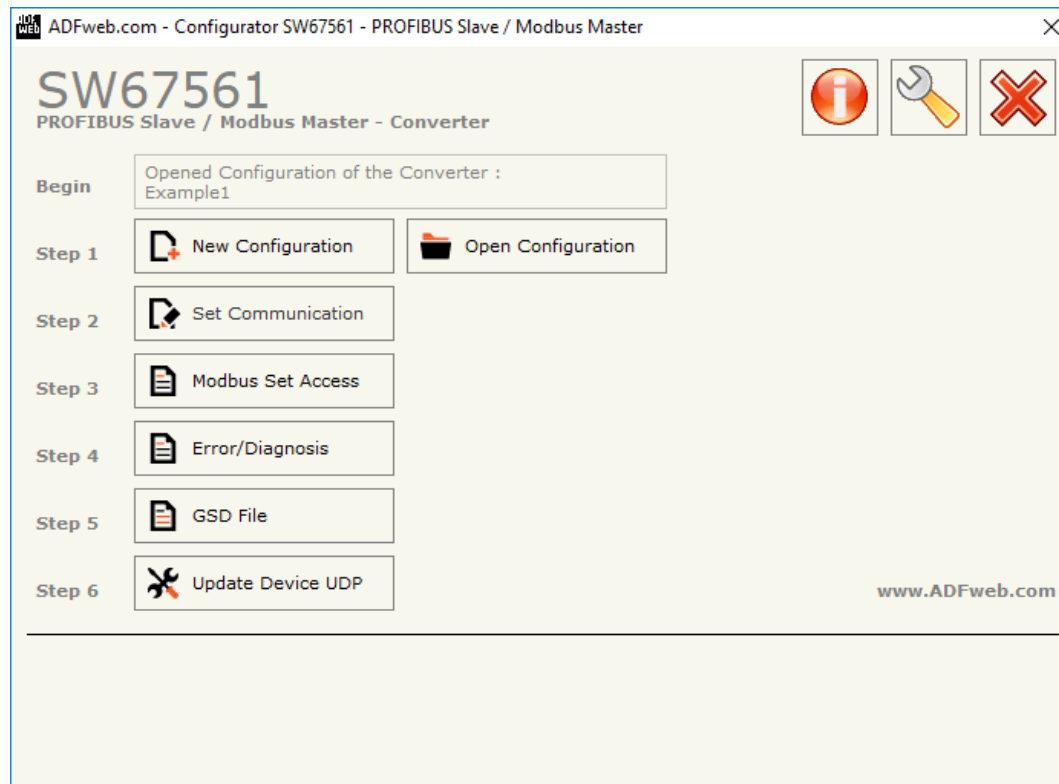 ADFweb.com - Configurator SW67561 - PROFIBUS Slave / Modbus Master
SW67561
PROFIBUS Slave / Modbus Master - Converter
Begin
Opened Configuration of the Converter :
Example1
Step 1
New Configuration
Open Configuration
Step 2
Set Communication
Step 3
Modbus Set Access
Step 4
Error/Diagnosis
Step 5
GSD File
Step 6
Update Device UDP
www.ADFweb.com